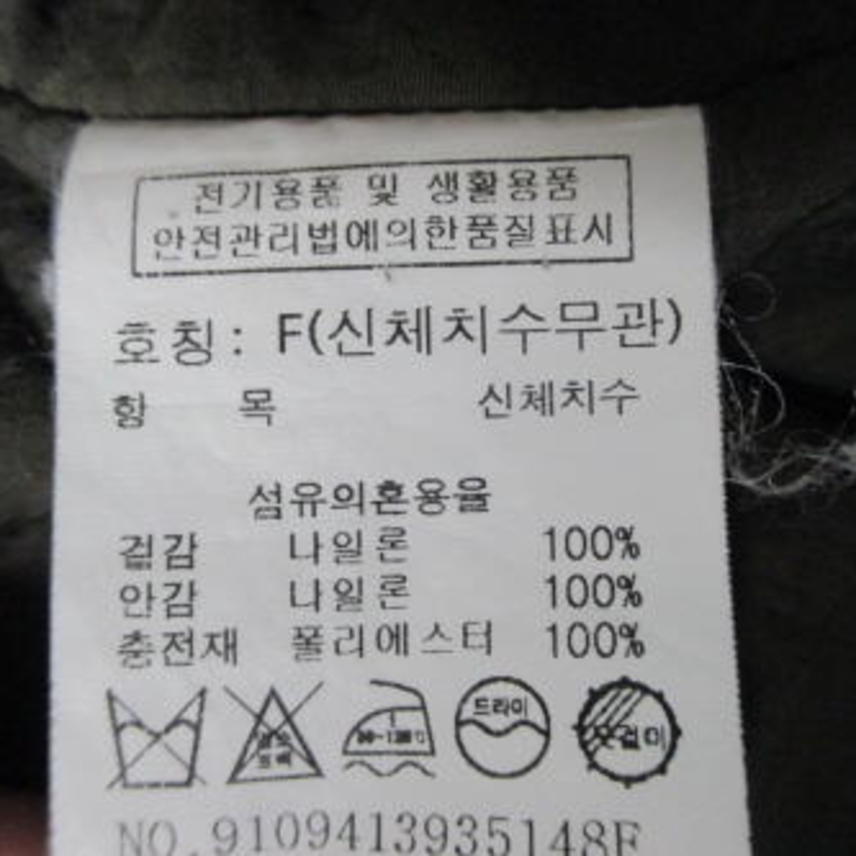 전기용품 및 생활용품
안전관리법에의한품질표시
호칭: F(신체치수무관)
항 목 신체치수
섬유의혼용율
겉감 나일론 100%
안감 나일론 100%
충전재 폴리에스터 100%
드라이
옷걸이
NO.9109413935148F